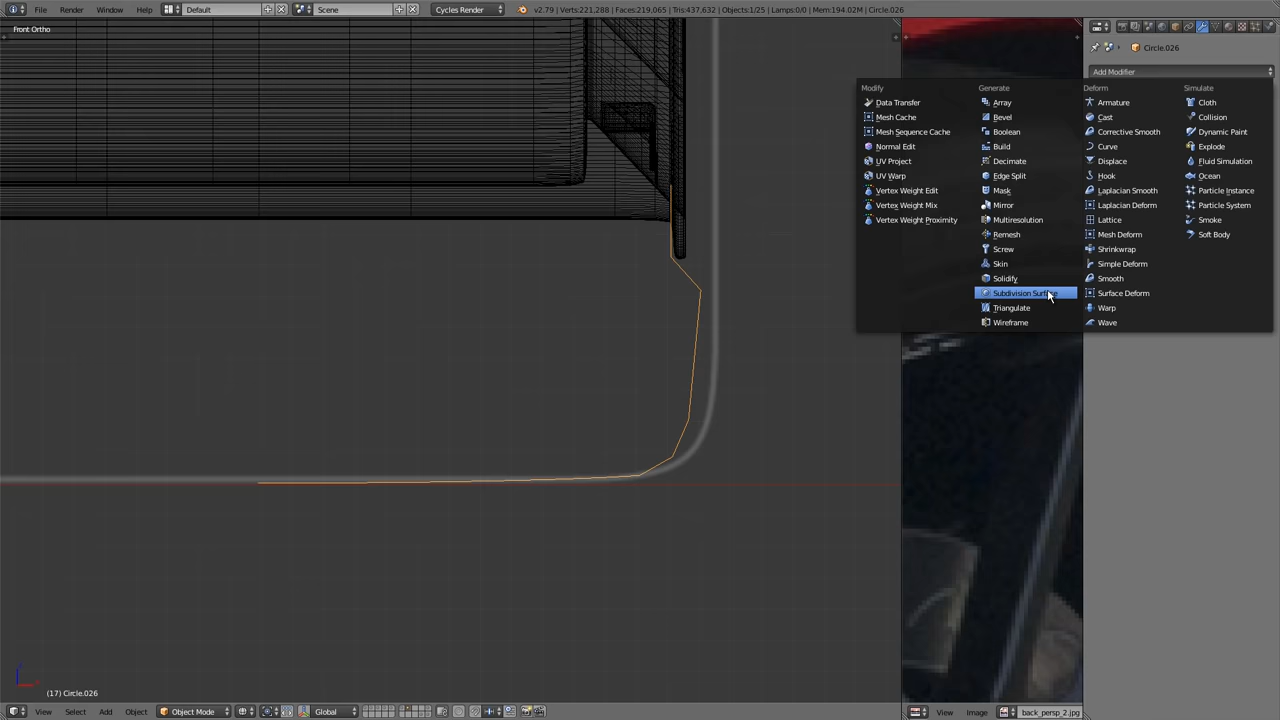 File Render Window Help Default Scene Cycles Render v2.79 | Verts:221,288 | Faces:219,065 | Tris:437,632 | Objects:1/25 | Lamps:0/0 | Mem:194.02M | Circle.026
Front Ortho
Circle.026
Add Modifier
Modify Generate Deform Simulate
Data Transfer Array Armature Cloth
Mesh Cache Bevel Cast Collision
Mesh Sequence Cache Boolean Corrective Smooth Dynamic Paint
Normal Edit Build Curve Explode
UV Project Decimate Displace Fluid Simulation
UV Warp Edge Split Hook Ocean
Vertex Weight Edit Mask Laplacian Smooth Particle Instance
Vertex Weight Mix Mirror Laplacian Deform Particle System
Vertex Weight Proximity Multiresolution Lattice Smoke
Remesh Mesh Deform Soft Body
Screw Shrinkwrap
Skin Simple Deform
Solidify Smooth
Subdivision Surface Surface Deform
Triangulate Warp
Wireframe Wave
(17) Circle.026
View Select Add Object Object Mode Global View Image back_persp_2.jpg